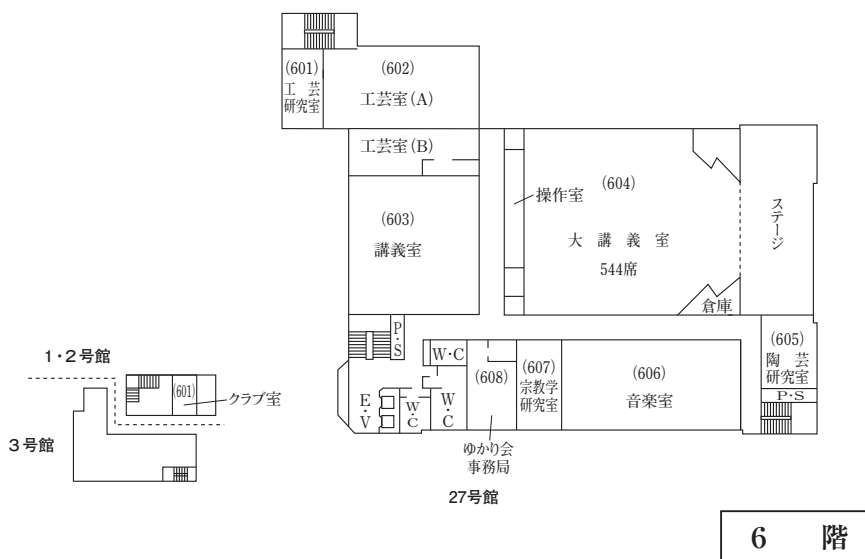 (601)
工芸
研究室
(602)
工芸室(A)
工芸室(B)
(603)
講義室
操作室
(604)
大講義室
544席
ステージ
倉庫
P・S
W・C
(608)
(607)
宗教学
研究室
(606)
音楽室
(605)
陶芸
研究室
P・S
E・V
W・C
W・C
ゆかり会
事務局
27号館
1・2号館
(601)
クラブ室
3号館
6 階